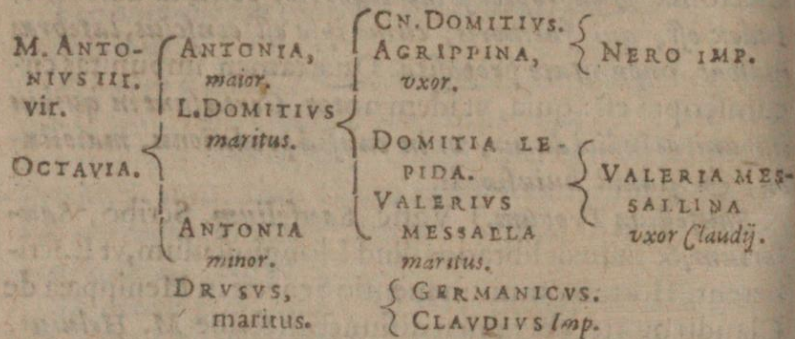 M. ANTO-
NIVS III.
vir.
OCTAVIA.
ANTONIA,
maior.
L.DOMITIVS
maritus.
ANTONIA
minor.
DRVSVS,
maritus.
CN. DOMITIVS.
AGRIPPINA,
vxor.
DOMITIA LE-
PIDA.
VALERIVS
MESSALLA
maritus.
GERMANICVS.
CLAVDIVS Imp.
NERO IMP.
VALERIA MES-
SALLINA
vxor Claudij.